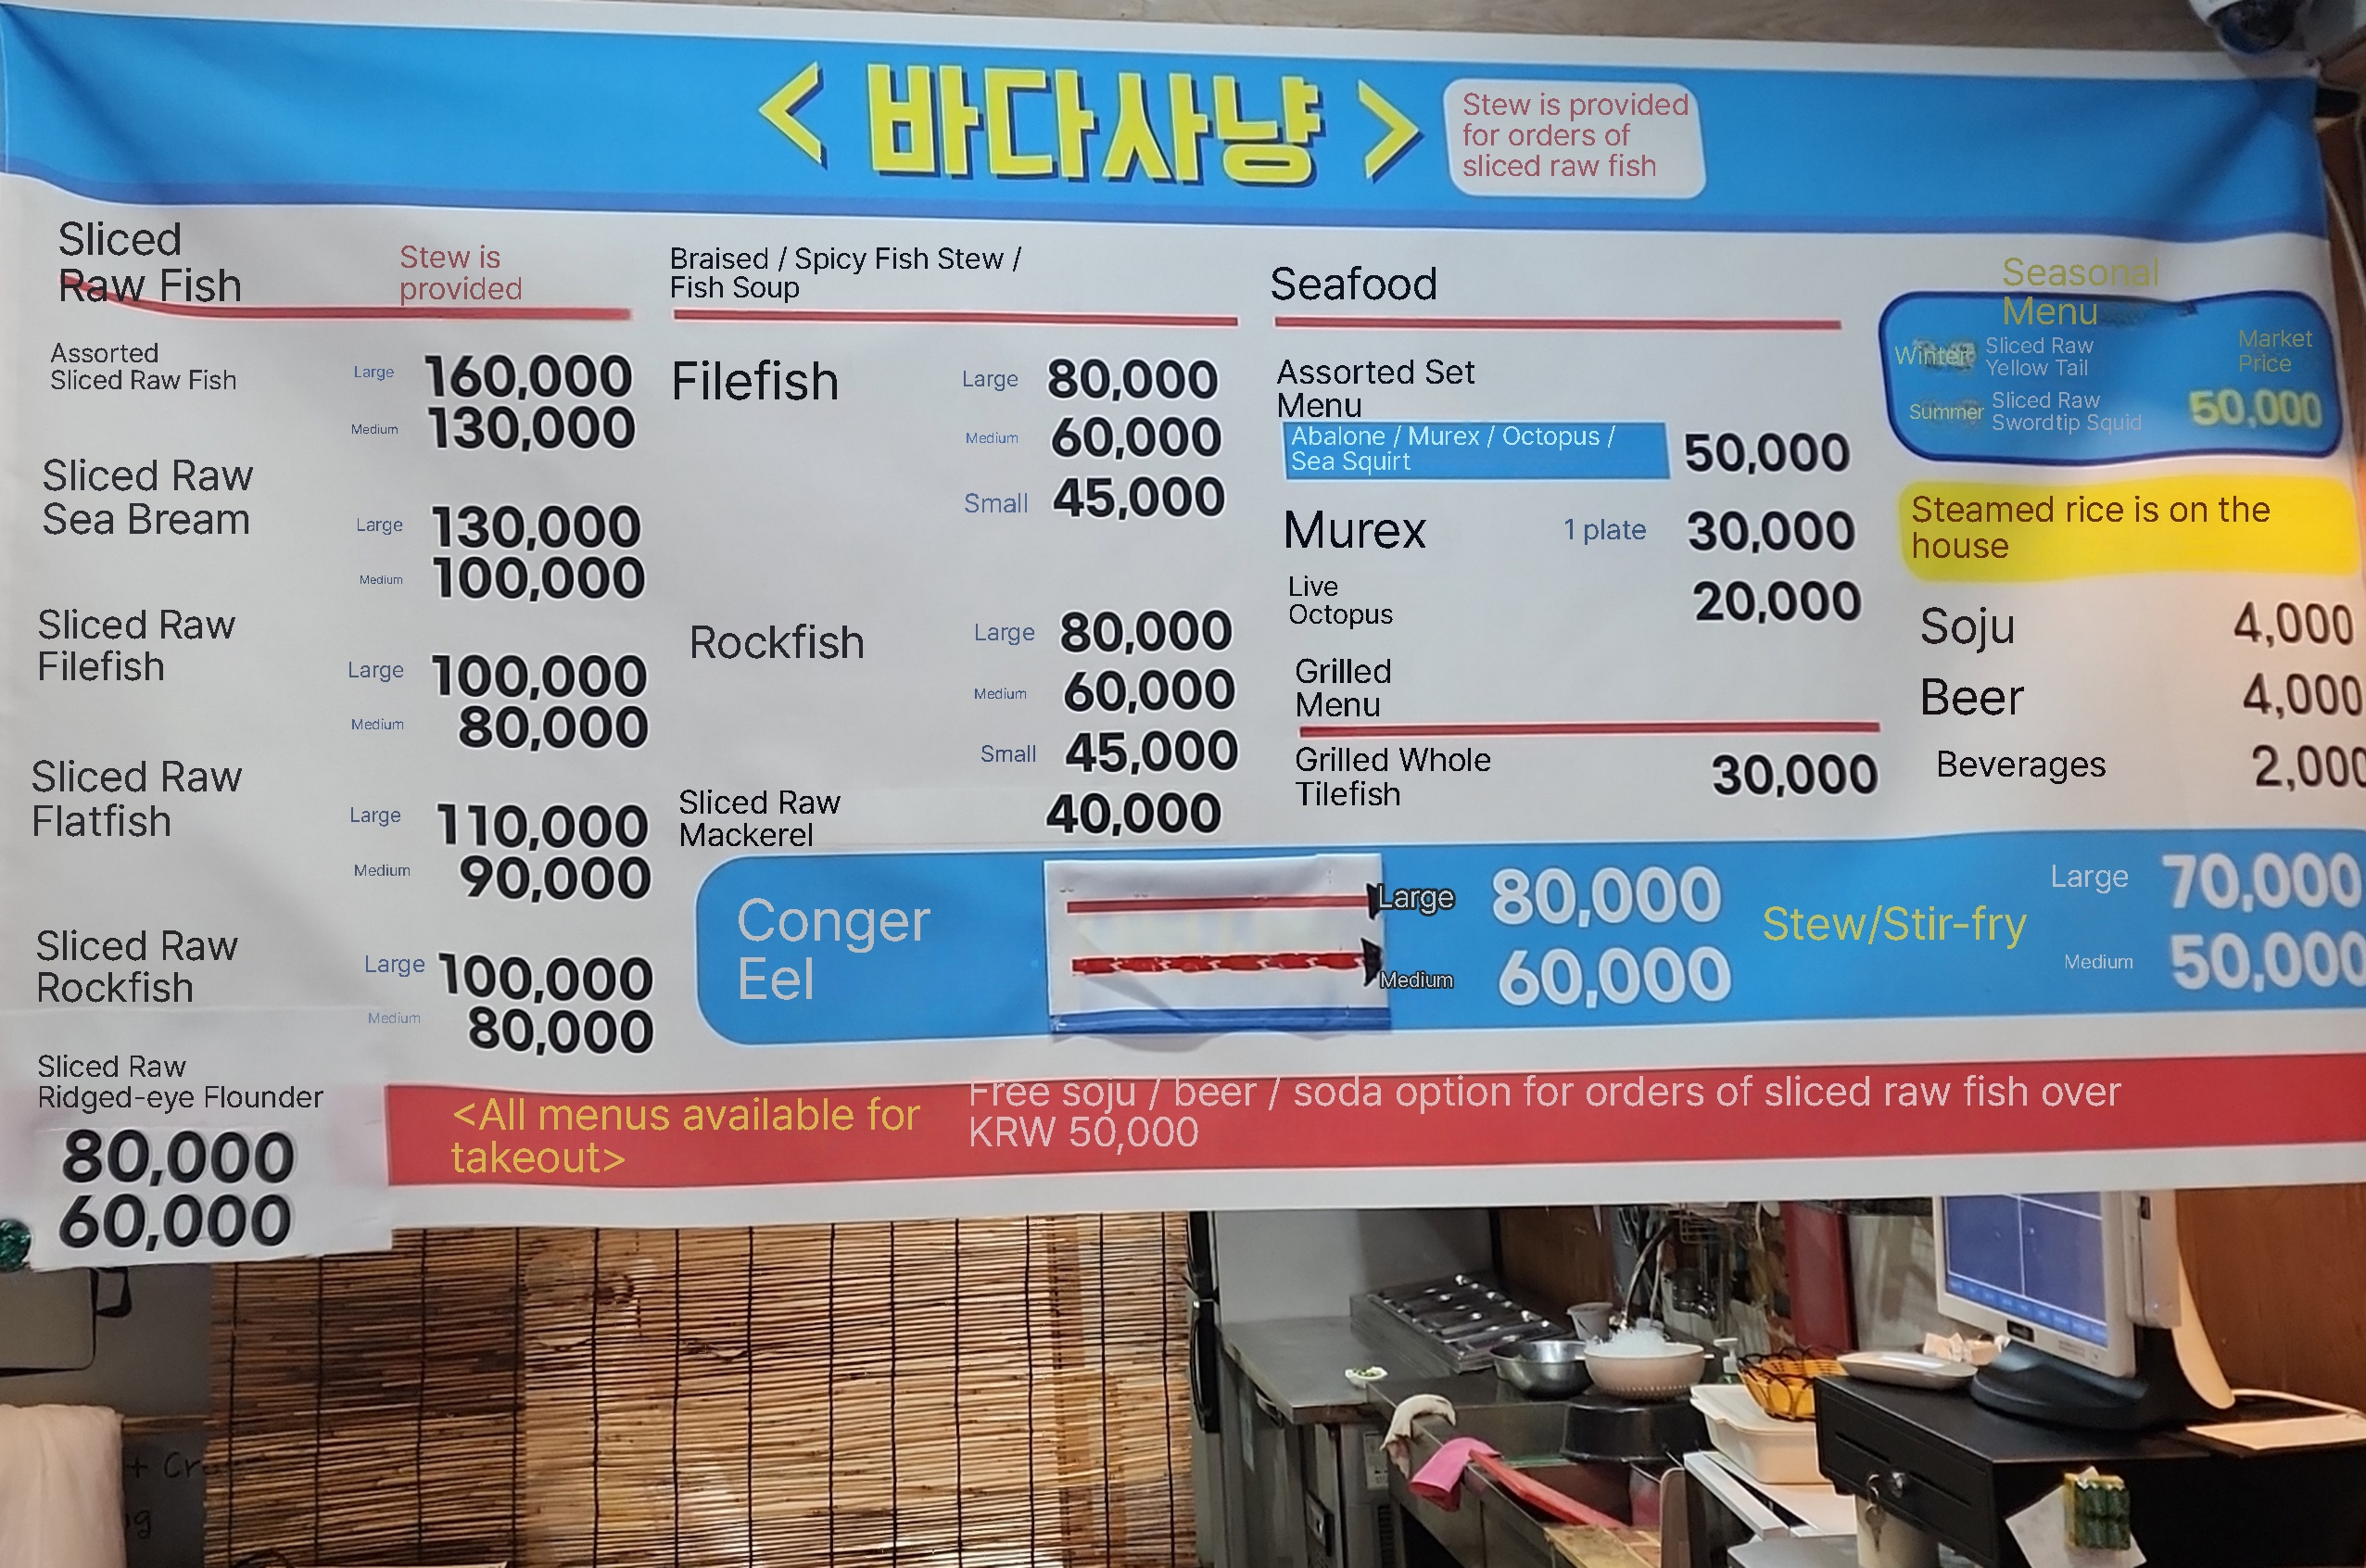 < 바다사냥 >
Stew is provided
for orders of
sliced raw fish
Sliced
Raw Fish
Stew is
provided
Assorted
Sliced Raw Fish
Large 160,000
Medium 130,000
Sliced Raw
Sea Bream
Large 130,000
Medium 100,000
Sliced Raw
Filefish
Large 100,000
Medium 80,000
Sliced Raw
Flatfish
Large 110,000
Medium 90,000
Sliced Raw
Rockfish
Large 100,000
Medium 80,000
Sliced Raw
Ridged-eye Flounder
80,000
60,000
Braised / Spicy Fish Stew /
Fish Soup
Filefish Large 80,000
Medium 60,000
Small 45,000
Rockfish Large 80,000
Medium 60,000
Small 45,000
Sliced Raw
Mackerel
40,000
Seafood
Assorted Set
Menu
Abalone / Murex / Octopus /
Sea Squirt
50,000
Murex 1 plate 30,000
Live
Octopus
20,000
Grilled
Menu
Grilled Whole
Tilefish
30,000
Seasonal
Menu
Winter Sliced Raw
Yellow Tail
Market
Price
Summer Sliced Raw
Swordtip Squid
50,000
Steamed rice is on the
house
Soju 4,000
Beer 4,000
Beverages 2,000
Conger
Eel
Large 80,000
Medium 60,000
Stew/Stir-fry
Large 70,000
Medium 50,000
<All menus available for
takeout>
Free soju / beer / soda option for orders of sliced raw fish over
KRW 50,000